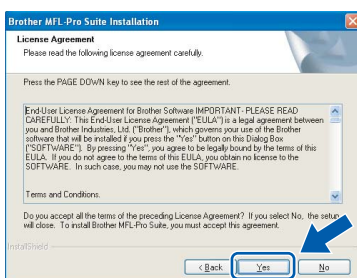 Brother MFL-Pro Suite Installation
License Agreement
Please read the following license agreement carefully.
Press the PAGE DOWN key to see the rest of the agreement.
End-User License Agreement for Brother Software IMPORTANT- PLEASE READ
CAREFULLY: This End-User License Agreement ("EULA") is a legal agreement between
you and Brother Industries, Ltd. ("Brother"), which governs your use of the Brother
software that will be installed if you press the "Yes" button on this Dialog Box
("SOFTWARE"). By pressing "Yes", you agree to be legally bound by the terms of this
EULA. If you do not agree to the terms of this EULA, you obtain no license to the
SOFTWARE. In such case, you may not use the SOFTWARE.
Terms and Conditions.
Do you accept all the terms of the preceding License Agreement? If you select No, the setup
will close. To install Brother MFL-Pro Suite, you must accept this agreement.
InstallShield
< Back Yes No